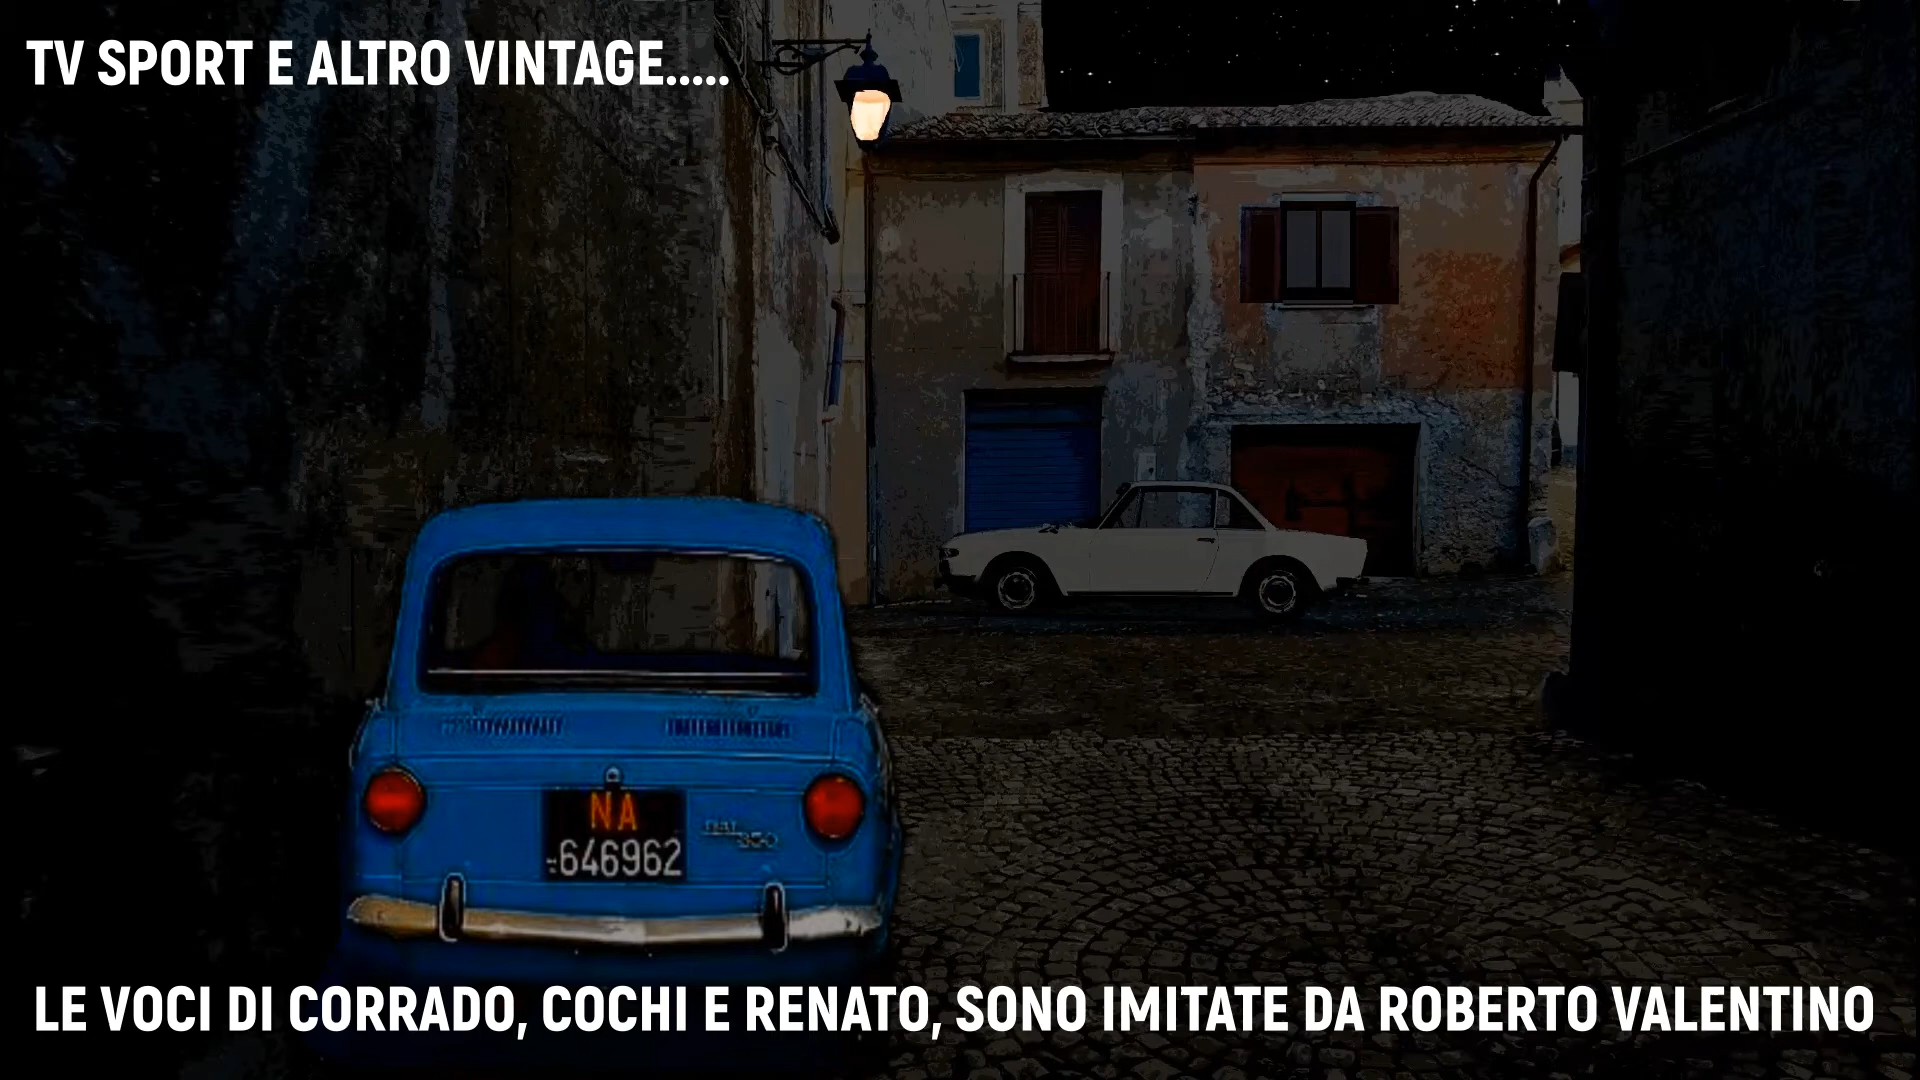 TV SPORT E ALTRO VINTAGE.....
NA
646962
LE VOCI DI CORRADO, COCHI E RENATO, SONO IMITATE DA ROBERTO VALENTINO